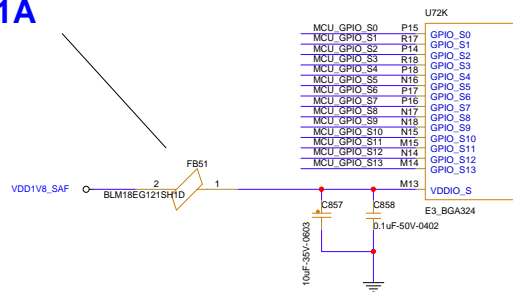 1A
U72K
MCU_GPIO_S0 P15 GPIO_S0
MCU_GPIO_S1 R17 GPIO_S1
MCU_GPIO_S2 P14 GPIO_S2
MCU_GPIO_S3 R18 GPIO_S3
MCU_GPIO_S4 P18 GPIO_S4
MCU_GPIO_S5 N16 GPIO_S5
MCU_GPIO_S6 P17 GPIO_S6
MCU_GPIO_S7 P16 GPIO_S7
MCU_GPIO_S8 N17 GPIO_S8
MCU_GPIO_S9 N18 GPIO_S9
MCU_GPIO_S10 N15 GPIO_S10
MCU_GPIO_S11 M15 GPIO_S11
MCU_GPIO_S12 N14 GPIO_S12
MCU_GPIO_S13 M14 GPIO_S13
FB51
VDD1V8_SAF 2 1 M13 VDDIO_S
BLM18EG121SH1D
C857 C858 E3_BGA324
10uF-35V-0603 0.1uF-50V-0402